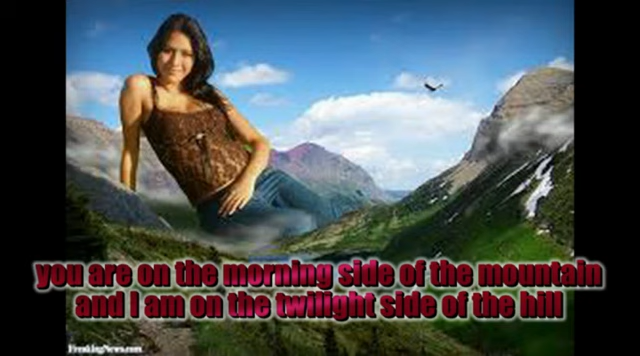 you are on the morning side of the mountain
and I am on the twilight side of the hill
FreakingNews.com